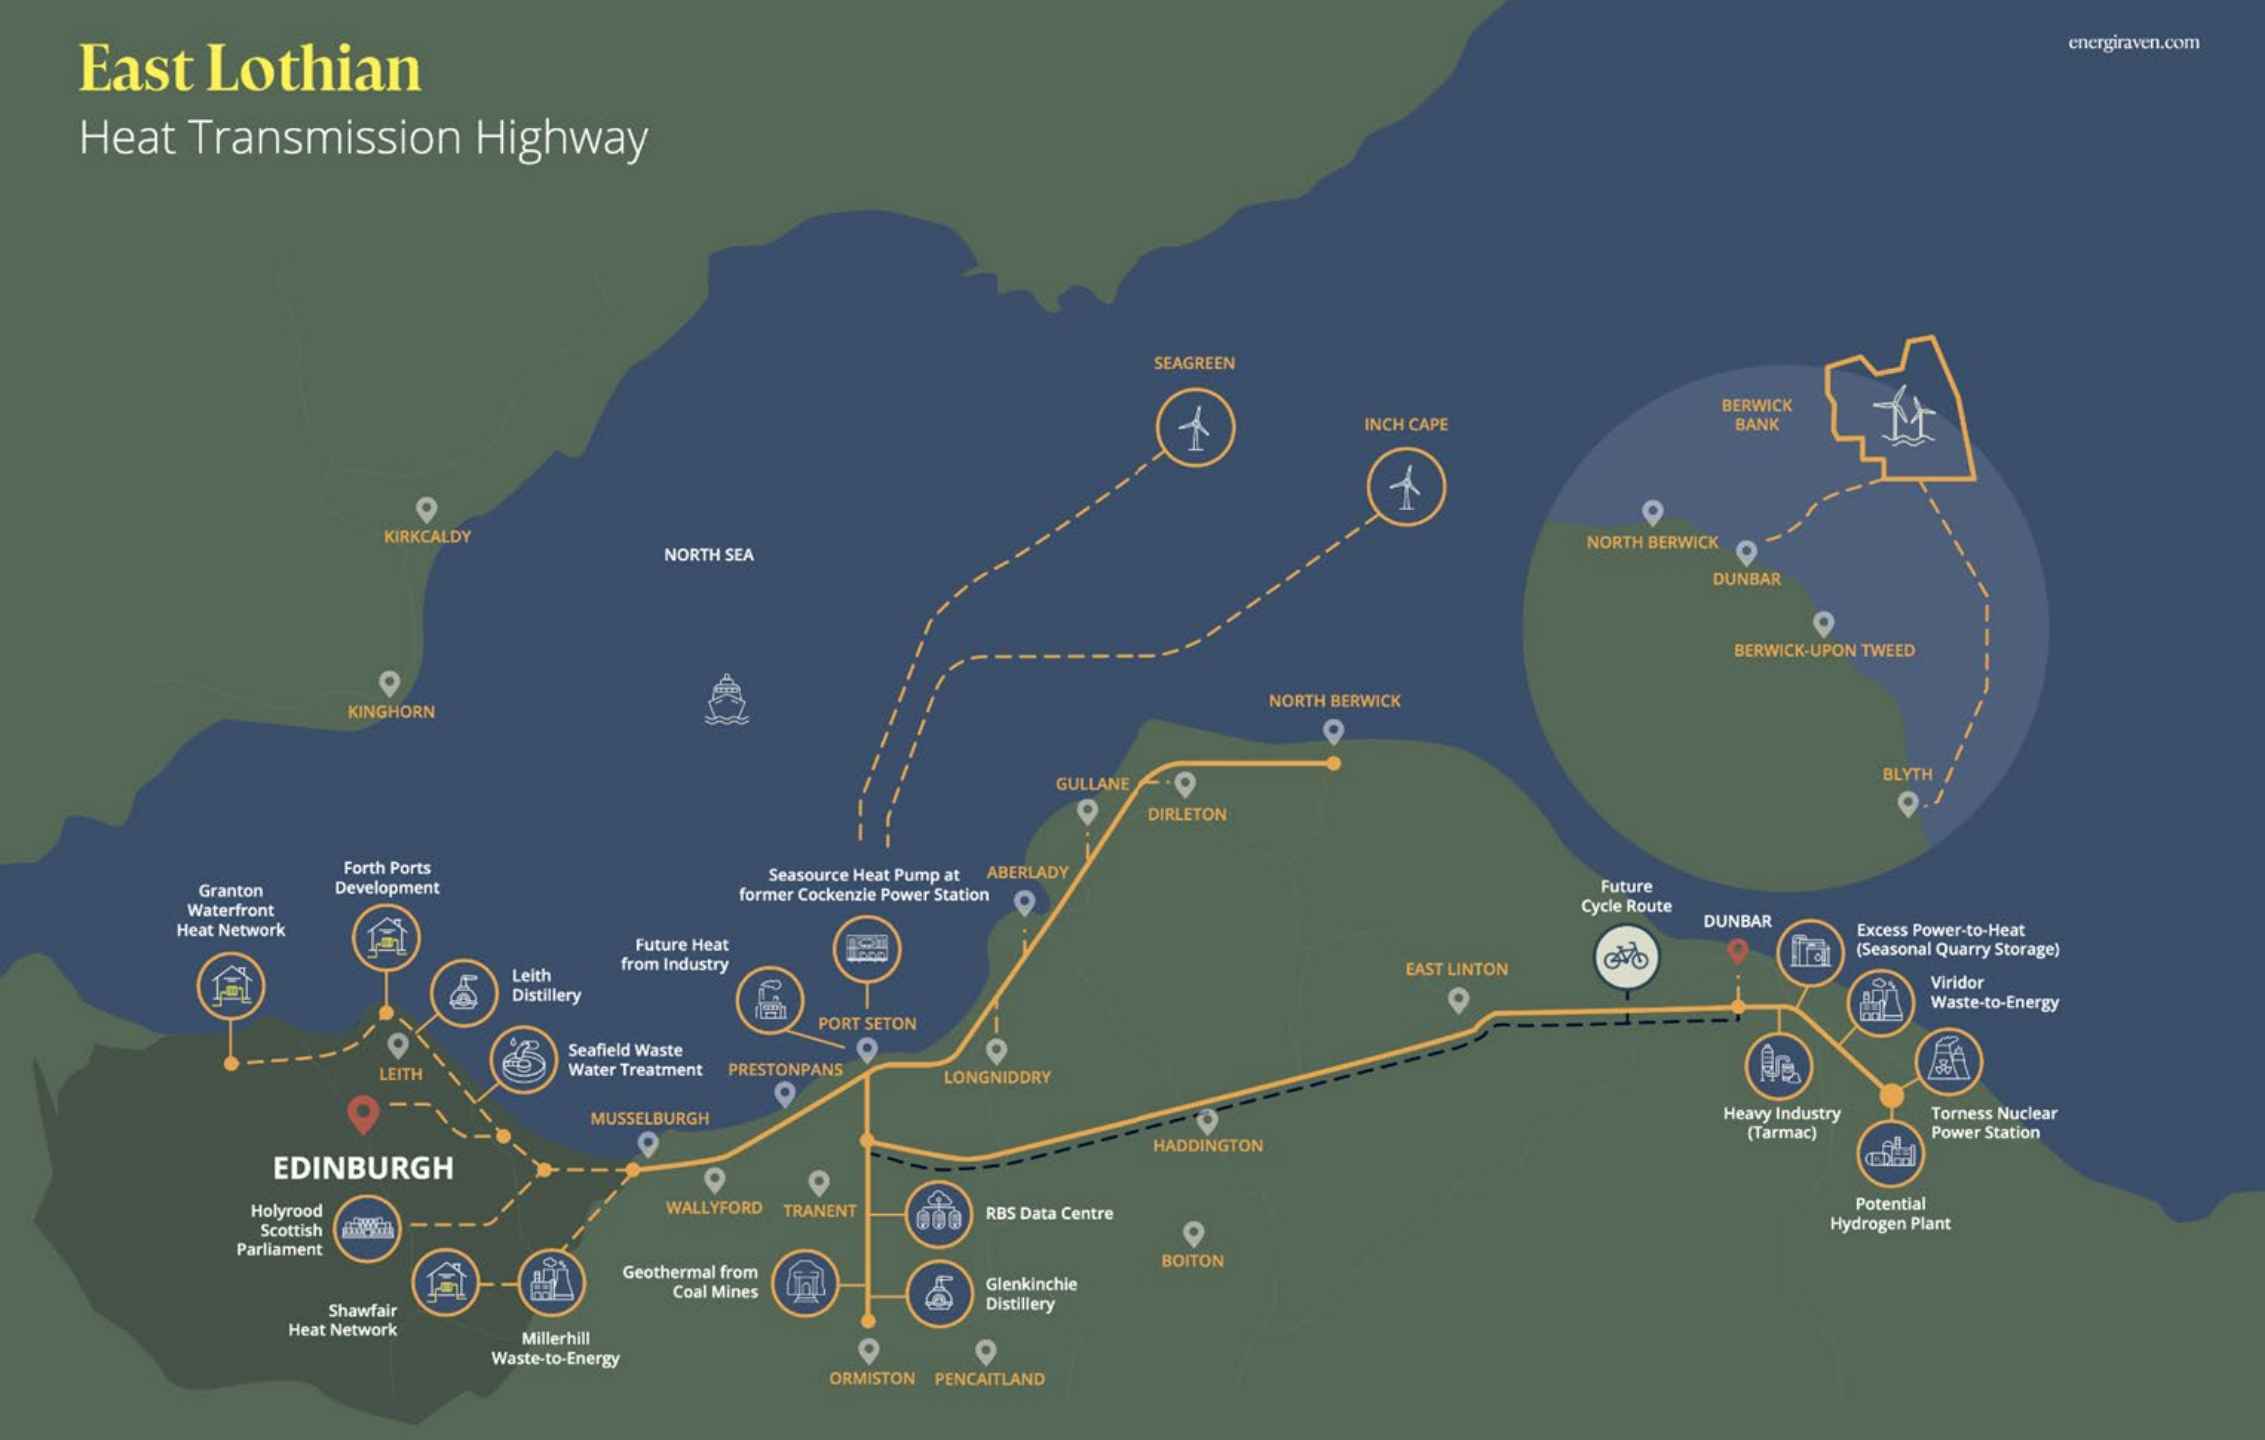 East Lothian
Heat Transmission Highway
energiraven.com
SEAGREEN
INCH CAPE
BERWICK
BANK
KIRKCALDY
NORTH SEA
NORTH BERWICK
DUNBAR
BERWICK-UPON TWEED
KINGHORN
NORTH BERWICK
BLYTH
GULLANE
DIRLETON
Forth Ports
Development
Granton
Waterfront
Heat Network
Seasource Heat Pump at
former Cockenzie Power Station
ABERLADY
Future
Cycle Route
DUNBAR
Excess Power-to-Heat
(Seasonal Quarry Storage)
Future Heat
from Industry
Leith
Distillery
EAST LINTON
Viridor
Waste-to-Energy
PORT SETON
Seafield Waste
Water Treatment
LEITH
PRESTONPANS
LONGNIDDRY
MUSSELBURGH
Heavy Industry
(Tarmac)
Torness Nuclear
Power Station
HADDINGTON
EDINBURGH
Holyrood
Scottish
Parliament
WALLYFORD
TRANENT
RBS Data Centre
Potential
Hydrogen Plant
BOITON
Geothermal from
Coal Mines
Glenkinchie
Distillery
Shawfair
Heat Network
Millerhill
Waste-to-Energy
ORMISTON
PENCAITLAND